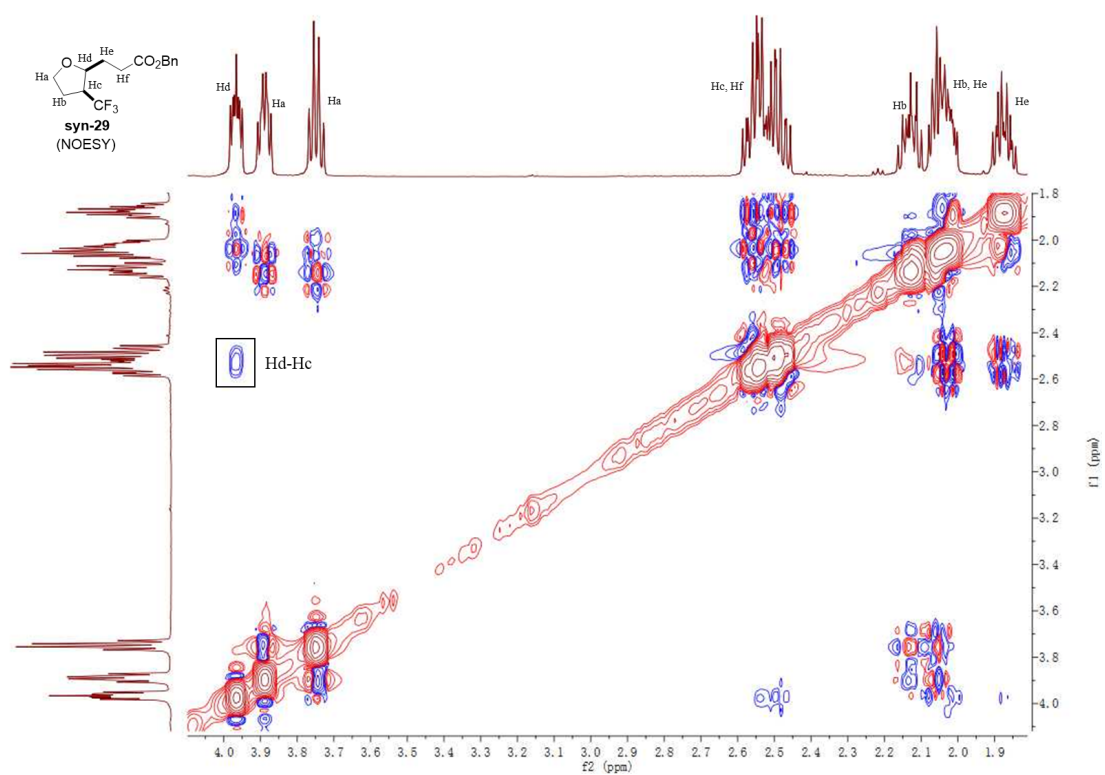 He
O
Hd
CO₂Bn
Ha
Hc
Hf
Hb
CF₃
syn-29
(NOESY)
Hd
Ha
Ha
Hc, Hf
Hb
Hb, He
He
Hd-Hc
1.8
2.0
2.2
2.4
2.6
2.8
3.0
3.2
3.4
3.6
3.8
4.0
f1 (ppm)
4.0 3.9 3.8 3.7 3.6 3.5 3.4 3.3 3.2 3.1 3.0 2.9 2.8 2.7 2.6 2.5 2.4 2.3 2.2 2.1 2.0 1.9
f2 (ppm)